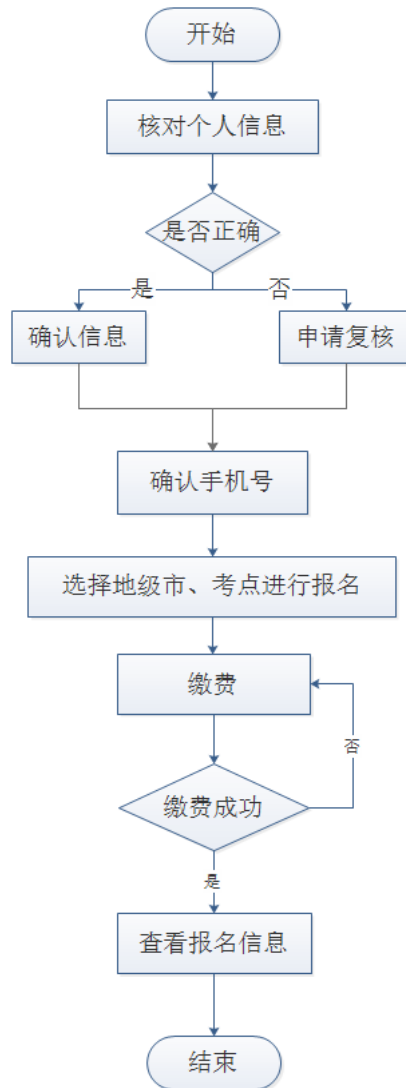 开始
核对个人信息
是否正确
是
否
确认信息
申请复核
确认手机号
选择地级市、考点进行报名
缴费
否
缴费成功
是
查看报名信息
结束